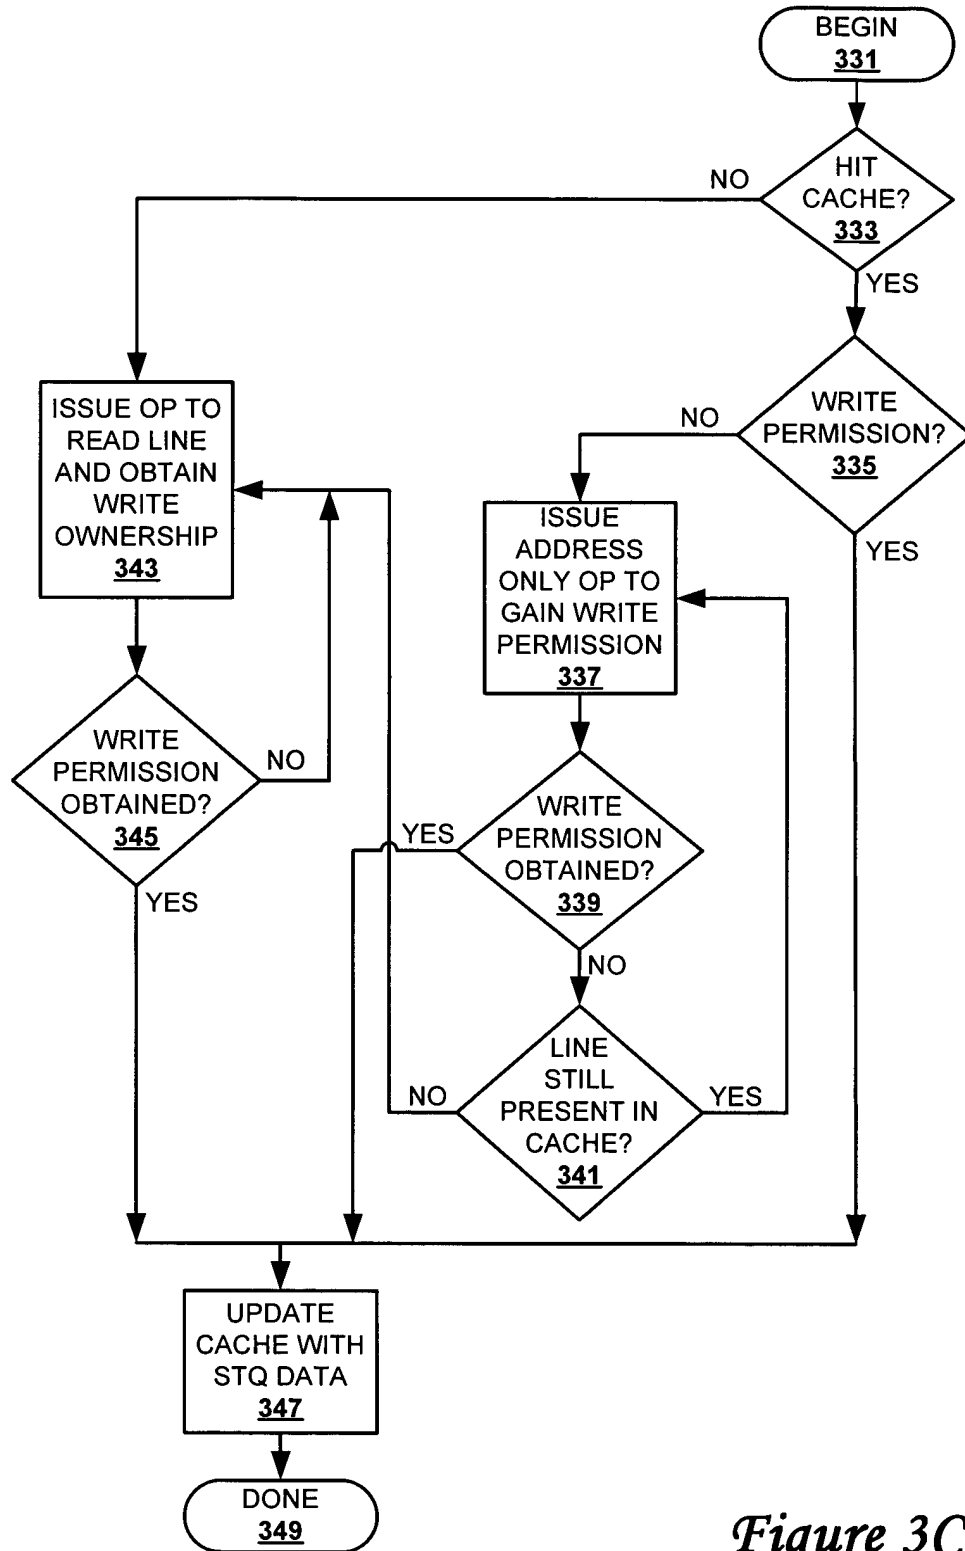 BEGIN
331
HIT
CACHE?
333
NO
YES
WRITE
PERMISSION?
335
NO
YES
ISSUE OP TO
READ LINE
AND OBTAIN
WRITE
OWNERSHIP
343
ISSUE
ADDRESS
ONLY OP TO
GAIN WRITE
PERMISSION
337
WRITE
PERMISSION
OBTAINED?
345
NO
YES
WRITE
PERMISSION
OBTAINED?
339
YES
NO
LINE
STILL
PRESENT IN
CACHE?
341
NO
YES
UPDATE
CACHE WITH
STQ DATA
347
DONE
349
Figure 3C